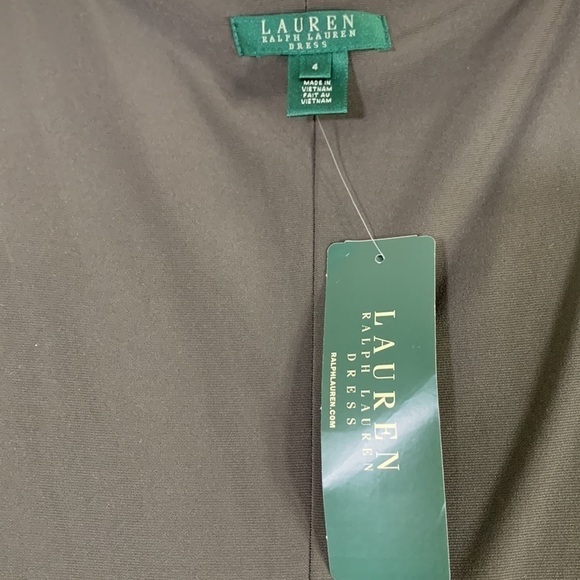 LAUREN
RALPH LAUREN
DRESS
4
MADE IN
VIETNAM
FAIT AU
VIETNAM
LAUREN
RALPH LAUREN
DRESS
RALPHLAUREN.COM